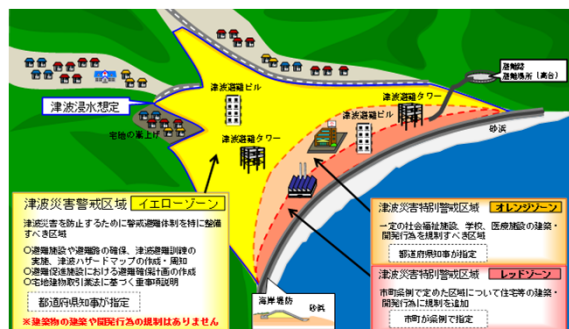 避難路
避難場所（高台）
津波避難ビル
津波避難タワー
津波浸水想定
宅地の嵩上げ
津波避難タワー
津波避難ビル
砂浜
津波災害警戒区域 イエローゾーン
津波災害を防止するために警戒避難体制を特に整備
すべき区域
○避難施設や避難路の確保、津波避難訓練の
実施、津波ハザードマップの作成・周知
○避難促進施設における避難確保計画の作成
○宅地建物取引業法に基づく重要事項説明
都道府県知事が指定
※建築物の建築や開発行為の規制はありません
海岸堤防
砂浜
津波災害特別警戒区域 オレンジゾーン
一定の社会福祉施設、学校、医療施設の建築・
開発行為を規制すべき区域
都道府県知事が指定
津波災害特別警戒区域 レッドゾーン
市町村条例で定めた区域について住宅等の建築・
開発行為に規制を追加
市町村が条例で指定